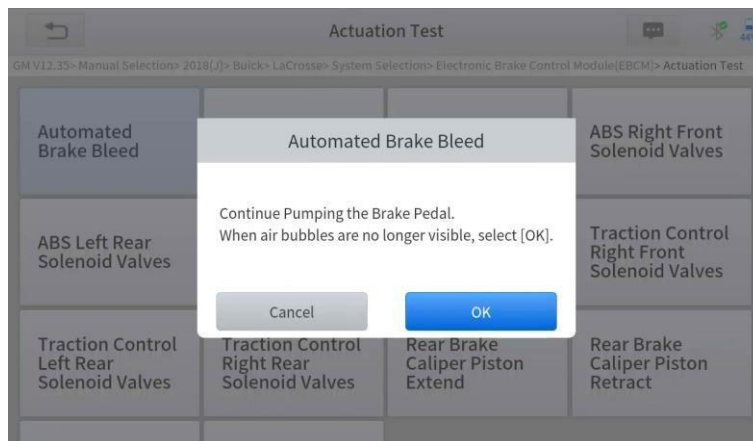 Actuation Test
GM V12.35> Manual Selection> 2018(J)> Buick> LaCrosse> System Selection> Electronic Brake Control Module(EBCM)> Actuation Test
Automated
Brake Bleed
ABS Right Front
Solenoid Valves
Automated Brake Bleed
Continue Pumping the Brake Pedal.
When air bubbles are no longer visible, select [OK].
Cancel
OK
ABS Left Rear
Solenoid Valves
Traction Control
Right Front
Solenoid Valves
Traction Control
Left Rear
Solenoid Valves
Traction Control
Right Rear
Solenoid Valves
Rear Brake
Caliper Piston
Extend
Rear Brake
Caliper Piston
Retract